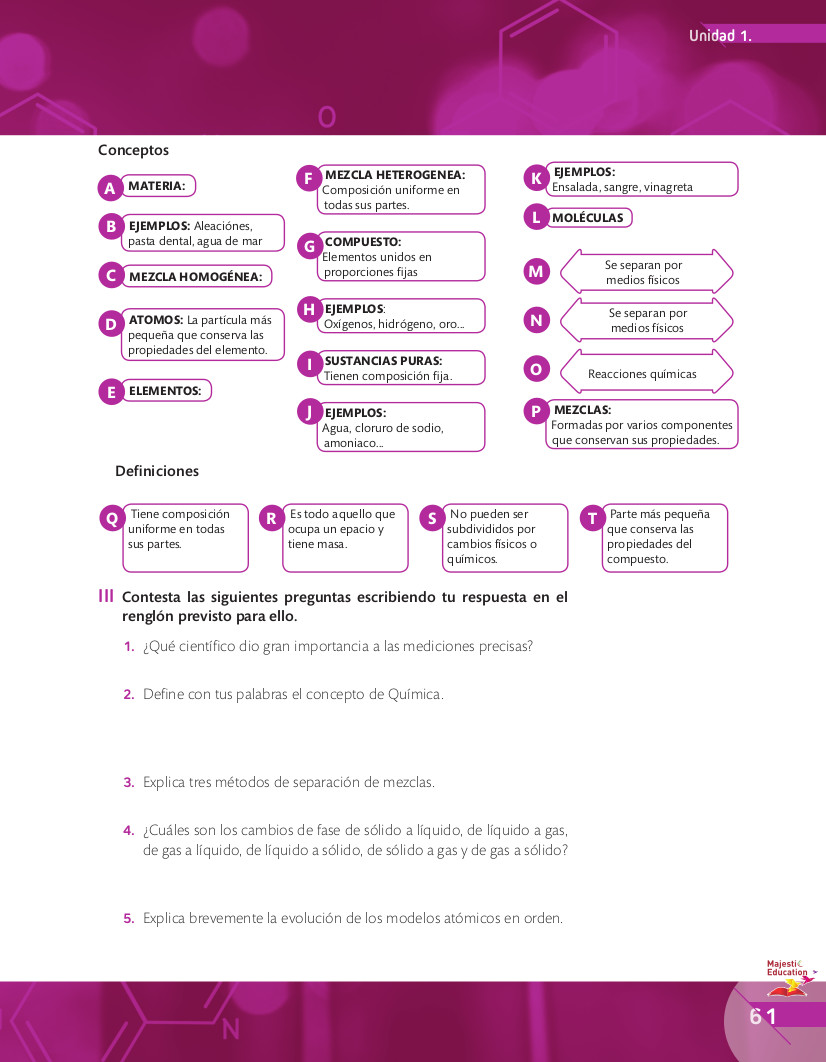 Unidad 1.
O
Conceptos
A
MATERIA:
B
EJEMPLOS: Aleaciónes,
pasta dental, agua de mar
C
MEZCLA HOMOGÉNEA:
D
ATOMOS: La partícula más
pequeña que conserva las
propiedades del elemento.
E
ELEMENTOS:
F
MEZCLA HETEROGENEA:
Composición uniforme en
todas sus partes.
G
COMPUESTO:
Elementos unidos en
proporciones fijas
H
EJEMPLOS:
Oxígenos, hidrógeno, oro...
I
SUSTANCIAS PURAS:
Tienen composición fija.
J
EJEMPLOS:
Agua, cloruro de sodio,
amoniaco...
K
EJEMPLOS:
Ensalada, sangre, vinagreta
L
MOLÉCULAS
M
Se separan por
medios físicos
N
Se separan por
medios físicos
O
Reacciones químicas
P
MEZCLAS:
Formadas por varios componentes
que conservan sus propiedades.
Definiciones
Q
Tiene composición
uniforme en todas
sus partes.
R
Es todo aquello que
ocupa un epacio y
tiene masa.
S
No pueden ser
subdivididos por
cambios físicos o
químicos.
T
Parte más pequeña
que conserva las
propiedades del
compuesto.
III Contesta las siguientes preguntas escribiendo tu respuesta en el
renglón previsto para ello.
1. ¿Qué científico dio gran importancia a las mediciones precisas?
2. Define con tus palabras el concepto de Química.
3. Explica tres métodos de separación de mezclas.
4. ¿Cuáles son los cambios de fase de sólido a líquido, de líquido a gas,
de gas a líquido, de líquido a sólido, de sólido a gas y de gas a sólido?
5. Explica brevemente la evolución de los modelos atómicos en orden.
Majestic
Education
61
N